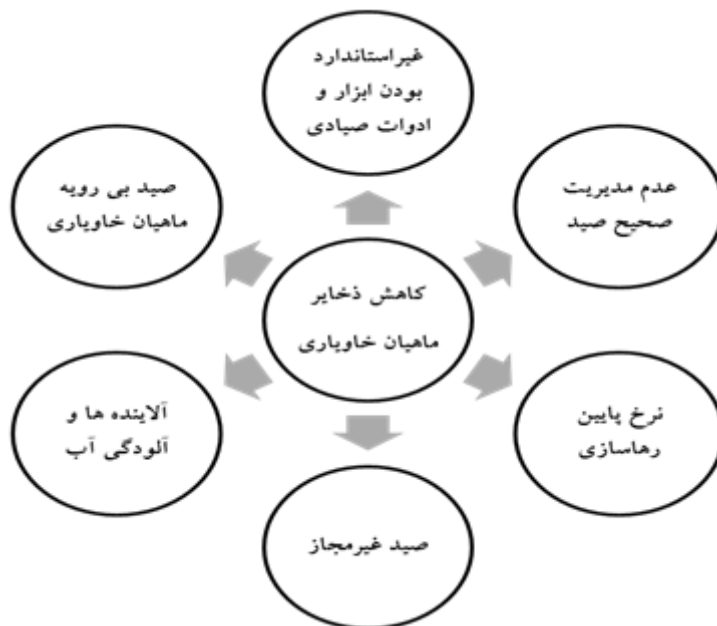 غیراستاندارد
بودن ابزار و
ادوات صیادی
عدم مدیریت
صحیح صید
صید بی رویه
ماهیان خاویاری
کاهش ذخایر
ماهیان خاویاری
نرخ پایین
رهاسازی
آلاینده ها و
آلودگی آب
صید غیرمجاز